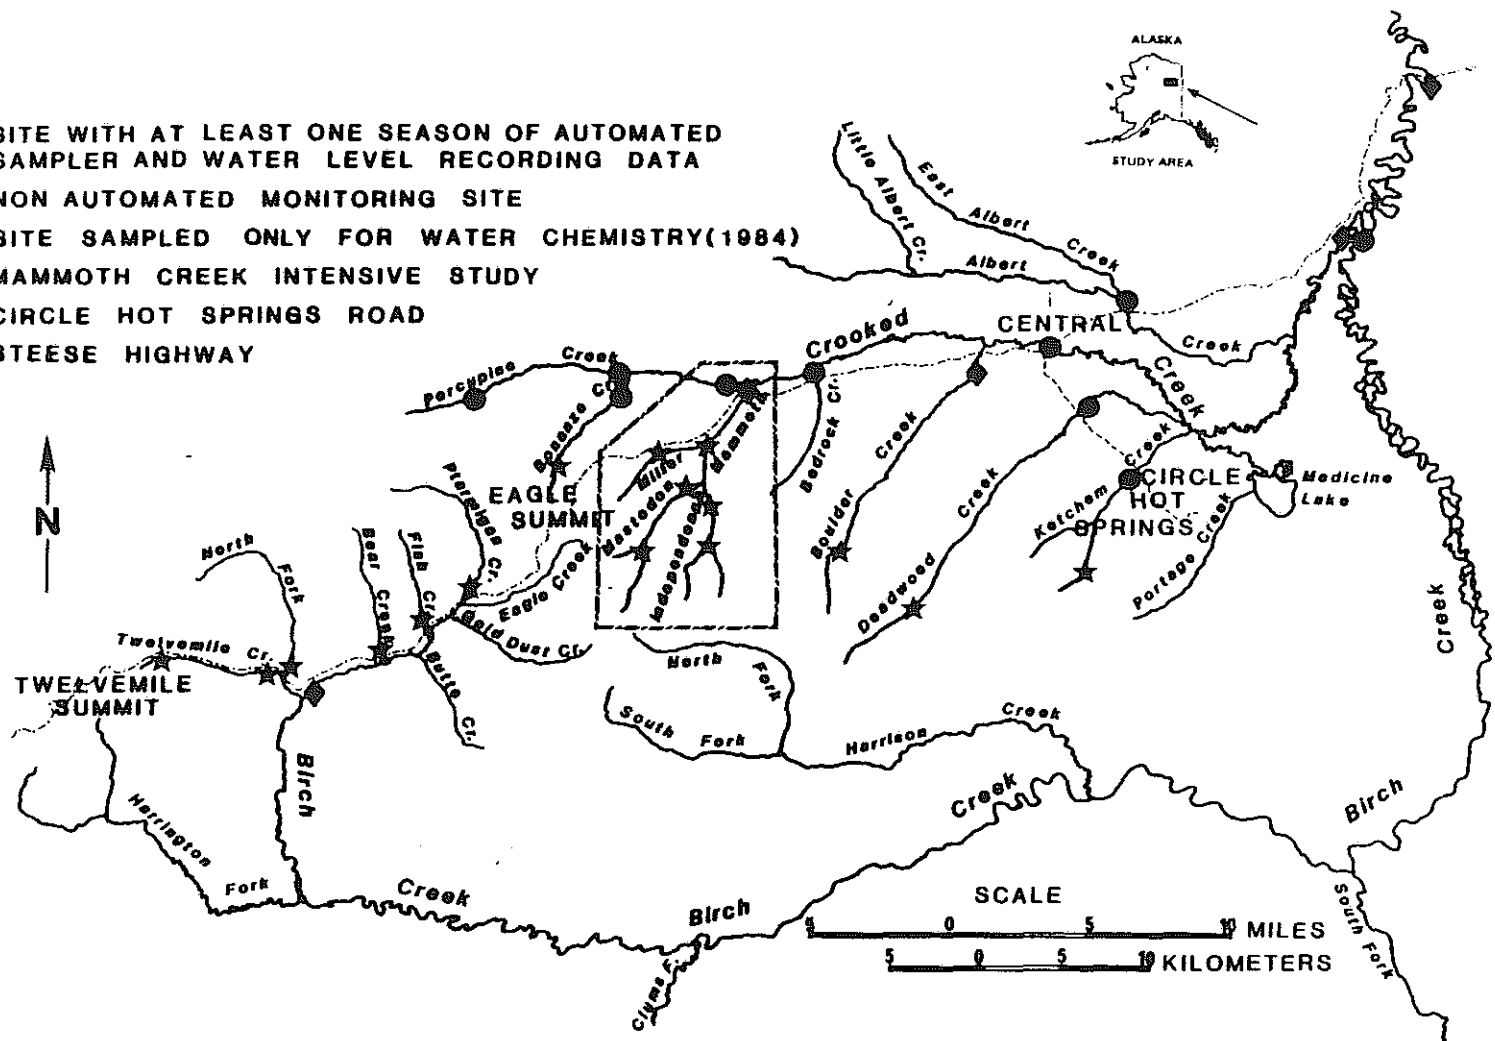 ALASKA
STUDY AREA
SITE WITH AT LEAST ONE SEASON OF AUTOMATED
SAMPLER AND WATER LEVEL RECORDING DATA
NON AUTOMATED MONITORING SITE
SITE SAMPLED ONLY FOR WATER CHEMISTRY(1984)
MAMMOTH CREEK INTENSIVE STUDY
CIRCLE HOT SPRINGS ROAD
STEESE HIGHWAY
Little Albert Cr.
East Albert Creek
Albert
Creek
CENTRAL
Crooked
Creek
Porcupine Creek
Bonanza Cr.
Mammoth
Miller
Mastodon
Independence
Bedrock Cr.
Boulder Creek
Deadwood Creek
Ketchem Creek
CIRCLE
HOT
SPRINGS
Portage Creek
Medicine
Lake
N
EAGLE
SUMMIT
Ptarmigan Cr.
Eagle Creek
North Fork
Bear Creek
Fish Cr.
Gold Dust Cr.
Butte Cr.
Twelvemile Cr.
TWELVEMILE
SUMMIT
North Fork
South Fork
Harrison Creek
Birch
Harrington Fork
Creek
Birch
Creek
Clums F.
Birch
Creek
South Fork
SCALE
5 0 5 10 MILES
5 0 5 10 KILOMETERS